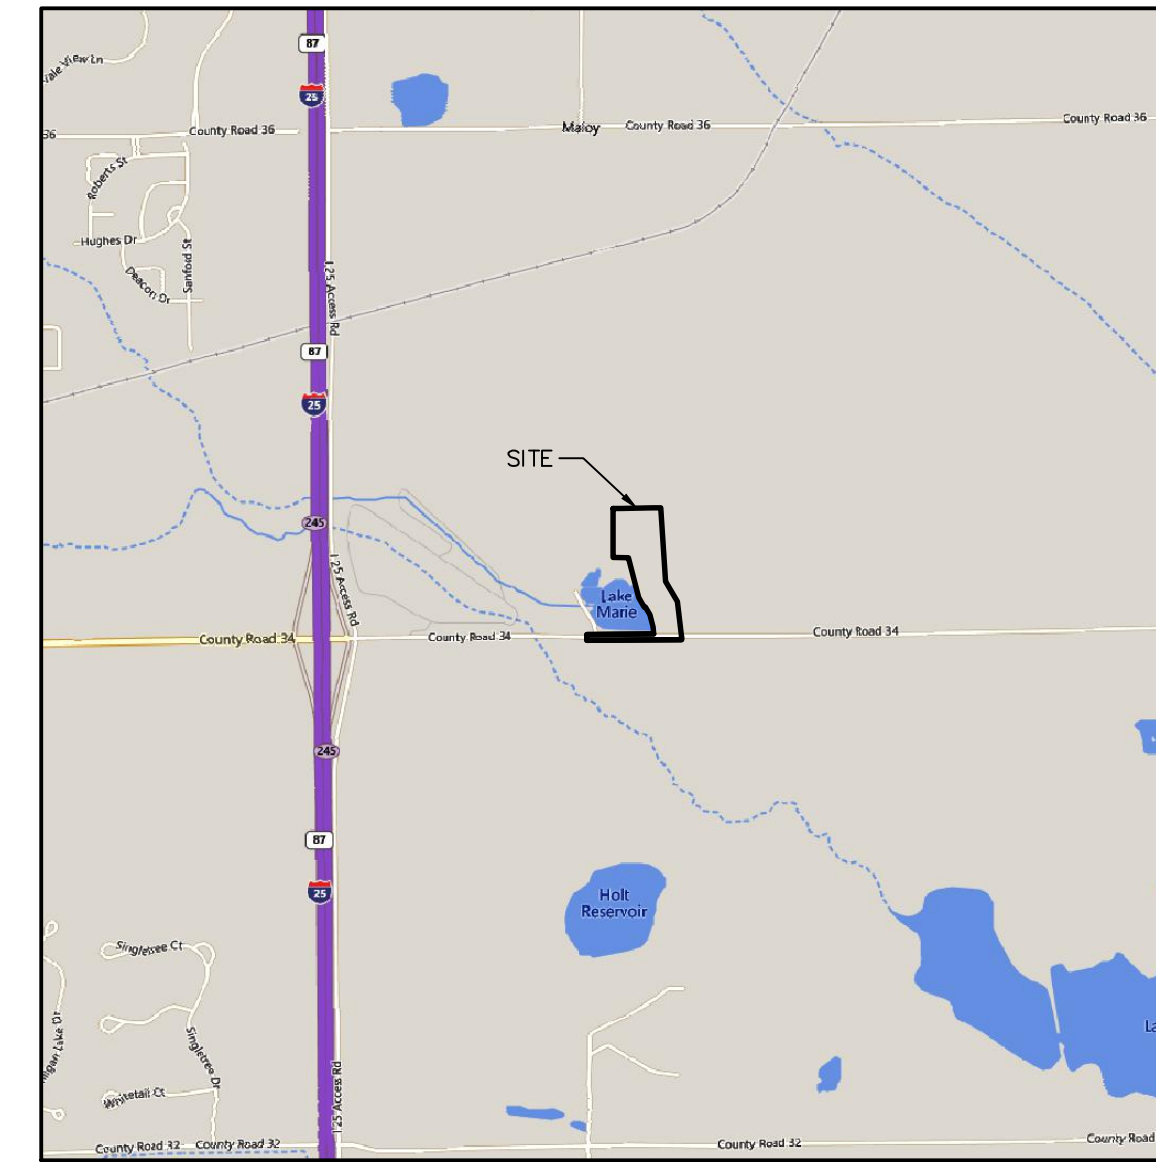 87
Vale View Ln
25
County Road 36
Maloy
County Road 36
County Road 36
36
Roberts St
Hughes Dr
Sanford St
Deacon Dr
I 25 Access Rd
87
25
SITE
245
I 25 Access Rd
Lake
Marie
County Road 34
County Road 34
County Road 34
245
87
25
Holt
Reservoir
Singletree Ct
Singletree Dr
nigan Lake Dr
La
Whitetail Ct
I 25 Access Rd
County Road 32
County Road 32
County Road 32
County Road